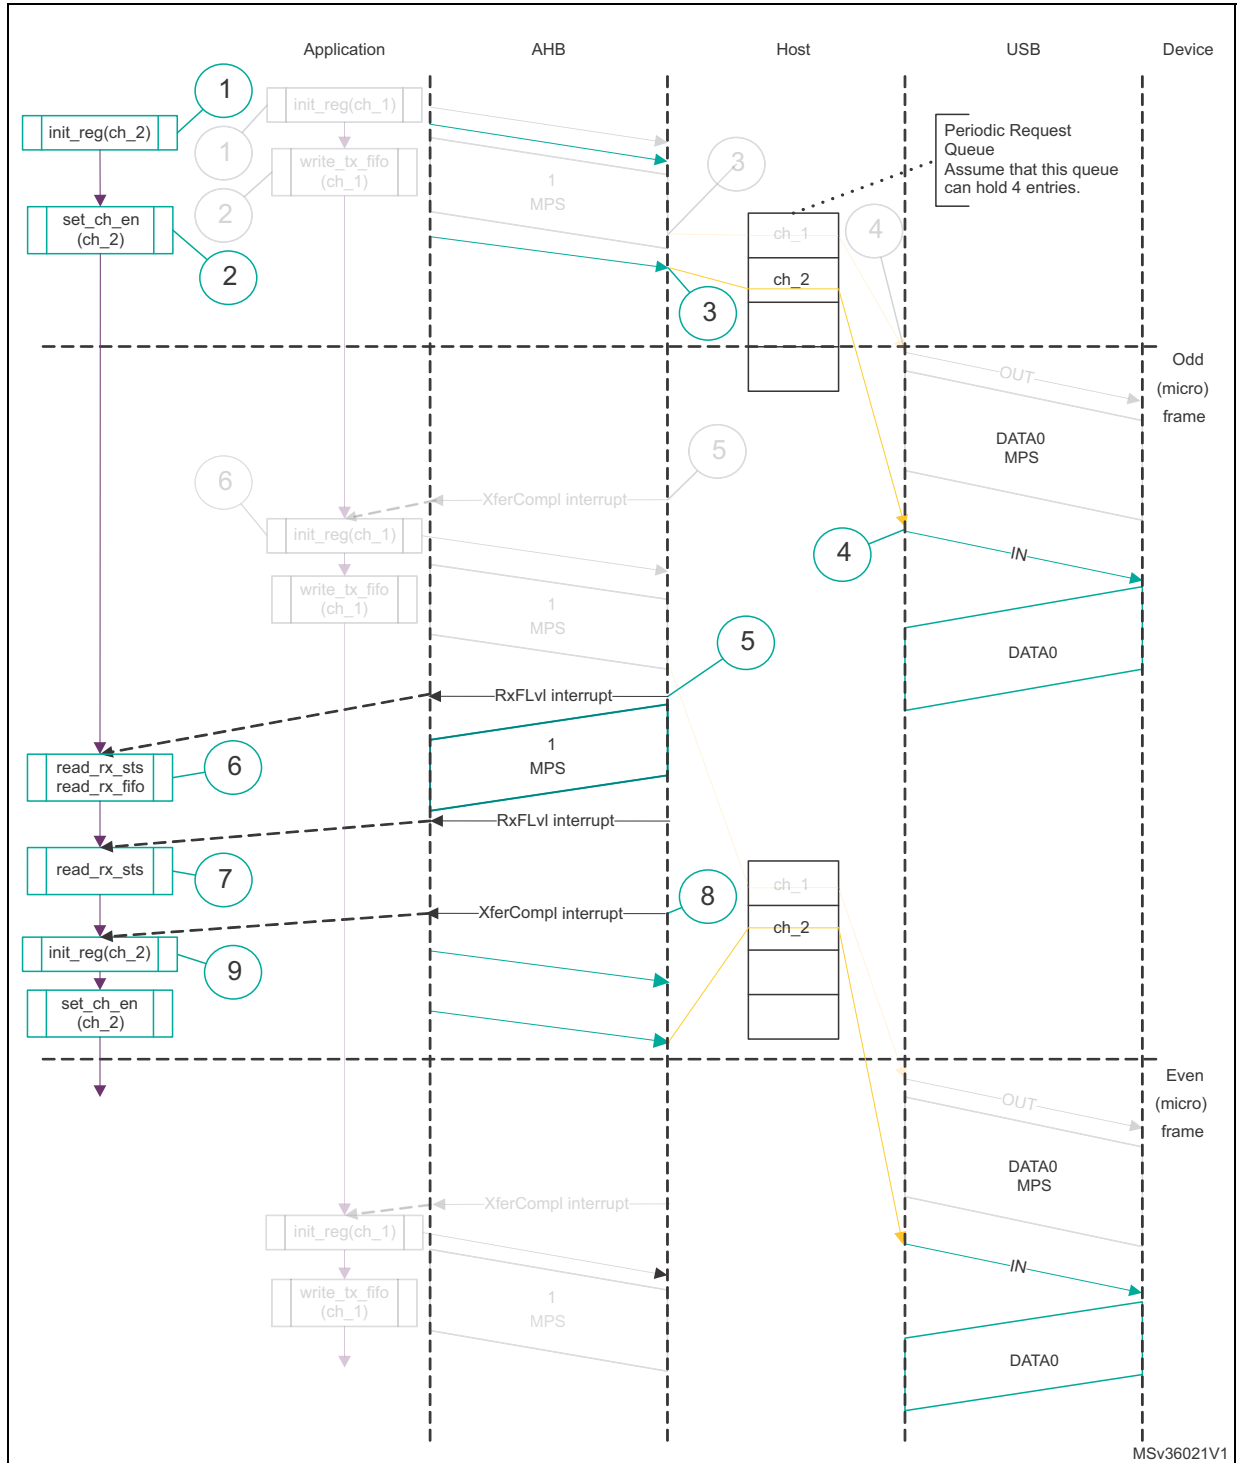 Application
AHB
Host
USB
Device
1
init_reg(ch_2)
init_reg(ch_1)
1
write_tx_fifo
(ch_1)
2
set_ch_en
(ch_2)
2
1
MPS
3
Periodic Request
Queue
Assume that this queue
can hold 4 entries.
ch_1
4
ch_2
3
Odd
(micro)
frame
OUT
DATA0
MPS
5
6
XferCompl interrupt
init_reg(ch_1)
4
IN
write_tx_fifo
(ch_1)
1
MPS
5
DATA0
RxFLvl interrupt
1
MPS
read_rx_sts
read_rx_fifo
6
RxFLvl interrupt
read_rx_sts
7
ch_1
8
XferCompl interrupt
ch_2
init_reg(ch_2)
9
set_ch_en
(ch_2)
Even
(micro)
frame
OUT
DATA0
MPS
XferCompl interrupt
init_reg(ch_1)
IN
write_tx_fifo
(ch_1)
1
MPS
DATA0
MSv36021V1